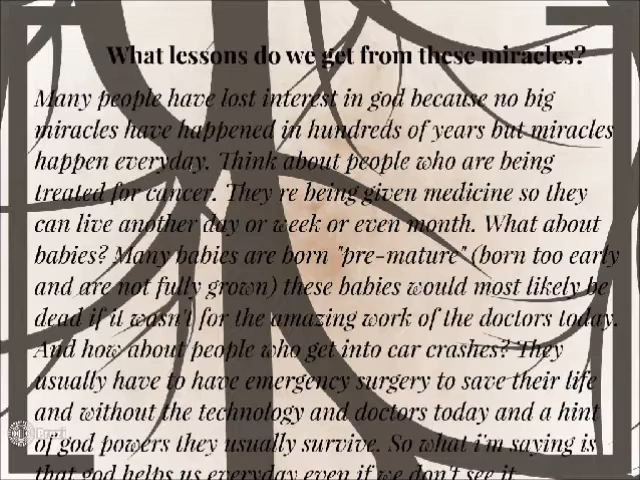 What lessons do we get from these miracles?
Many people have lost interest in god because no big
miracles have happened in hundreds of years but miracles
happen everyday. Think about people who are being
treated for cancer. They re being given medicine so they
can live another day or week or even month. What about
babies? Many babies are born "pre-mature" (born too early
and are not fully grown) these babies would most likely be
dead if it wasn't for the amazing work of the doctors today.
And how about people who get into car crashes? They
usually have to have emergency surgery to save their life
and without the technology and doctors today and a hint
of god powers they usually survive. So what i'm saying is
that god helps us everyday even if we don't see it
Prezi